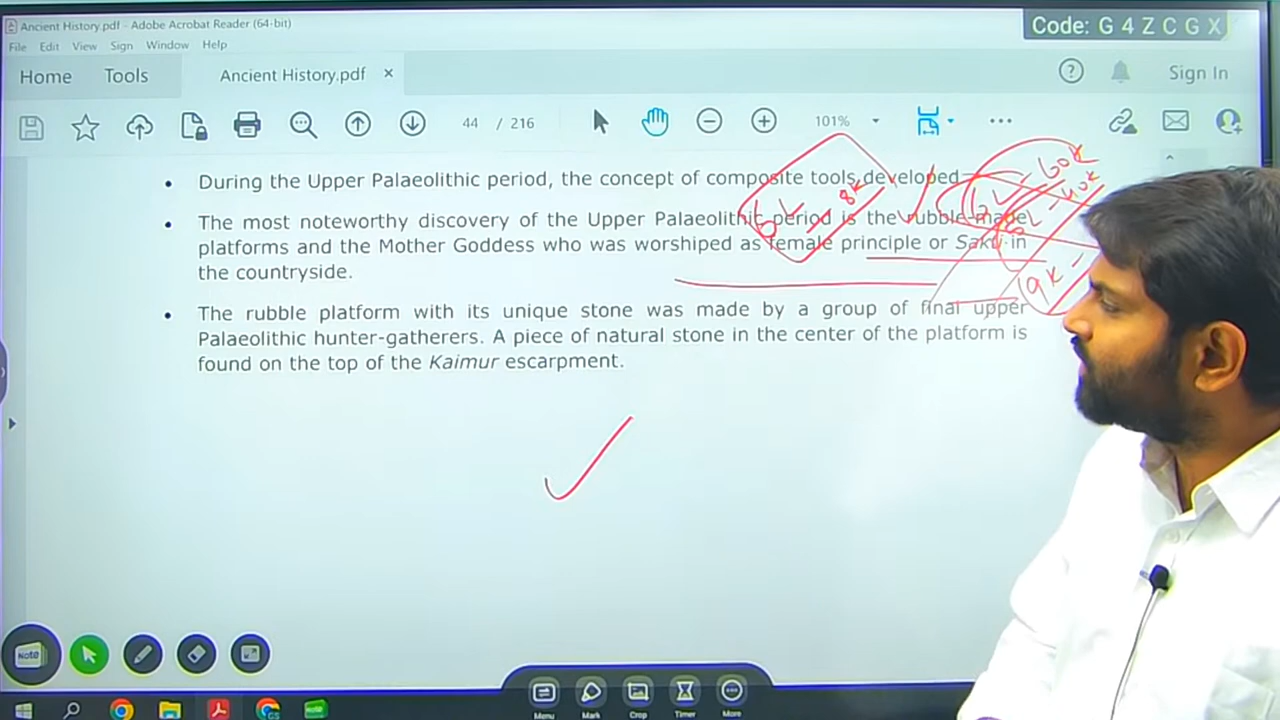 Ancient History.pdf - Adobe Acrobat Reader (64-bit)
Code: G 4 Z C G X
File Edit View Sign Window Help
Home Tools Ancient History.pdf × Sign In
44 / 216 101%
• During the Upper Palaeolithic period, the concept of composite tools developed
• The most noteworthy discovery of the Upper Palaeolithic period is the rubble-made
platforms and the Mother Goddess who was worshiped as female principle or Sakti in
the countryside.
• The rubble platform with its unique stone was made by a group of final upper
Palaeolithic hunter-gatherers. A piece of natural stone in the center of the platform is
found on the top of the Kaimur escarpment.
8k
60k
40k
9k -
Note
Menu Mark Crop Timer More